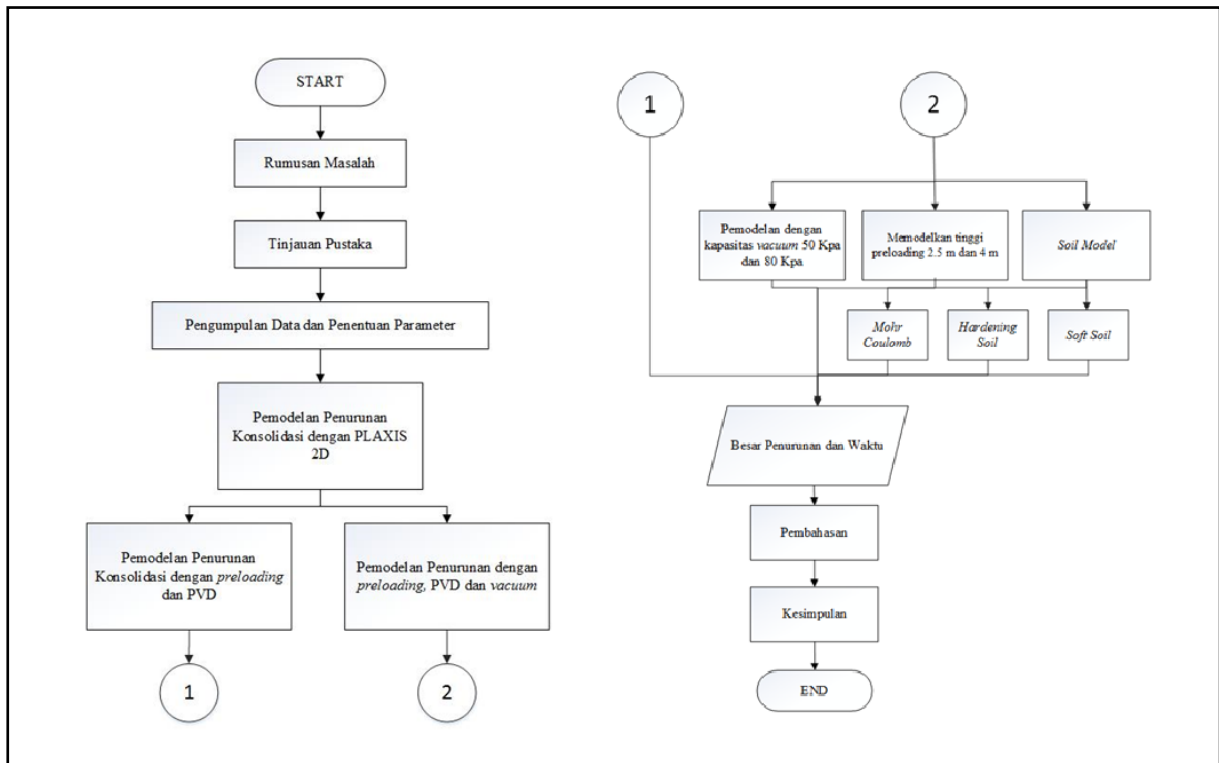 START
Rumusan Masalah
Tinjauan Pustaka
Pengumpulan Data dan Penentuan Parameter
Pemodelan Penurunan
Konsolidasi dengan PLAXIS
2D
Pemodelan Penurunan
Konsolidasi dengan preloading
dan PVD
Pemodelan Penurunan dengan
preloading, PVD dan vacuum
1
2
1
2
Pemodelan dengan
kapasitas vacuum 50 Kpa
dan 80 Kpa.
Memodelkan tinggi
preloading 2.5 m dan 4 m
Soil Model
Mohr
Coulomb
Hardening
Soil
Soft Soil
Besar Penurunan dan Waktu
Pembahasan
Kesimpulan
END